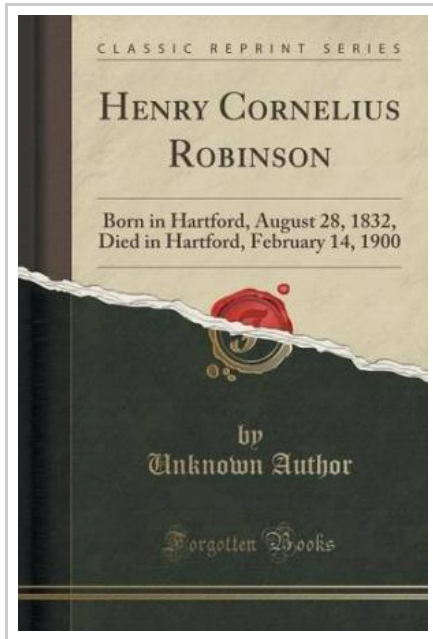 CLASSIC REPRINT SERIES
HENRY CORNELIUS
ROBINSON
Born in Hartford, August 28, 1832,
Died in Hartford, February 14, 1900
F
by
Unknown Author
Forgotten Books